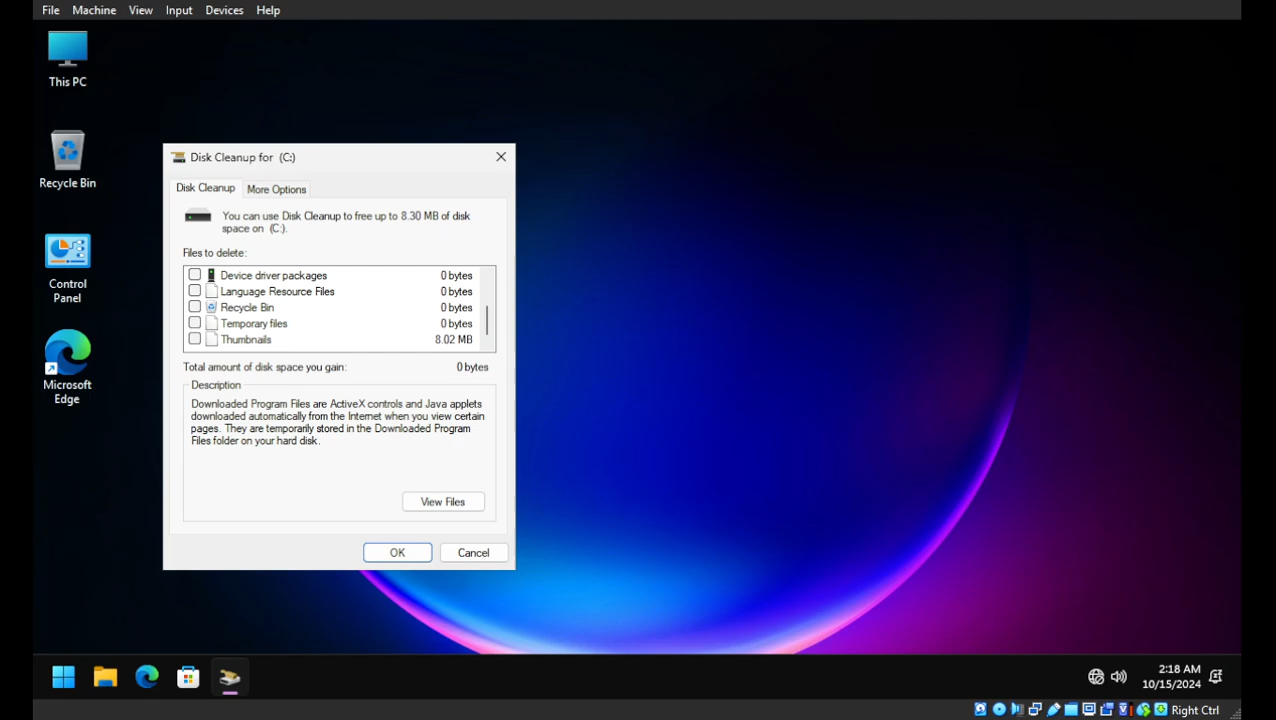 File Machine View Input Devices Help
This PC
Recycle Bin
Control
Panel
Microsoft
Edge
Disk Cleanup for (C:)
Disk Cleanup More Options
You can use Disk Cleanup to free up to 8.30 MB of disk
space on (C:).
Files to delete:
Device driver packages 0 bytes
Language Resource Files 0 bytes
Recycle Bin 0 bytes
Temporary files 0 bytes
Thumbnails 8.02 MB
Total amount of disk space you gain: 0 bytes
Description
Downloaded Program Files are ActiveX controls and Java applets
downloaded automatically from the Internet when you view certain
pages. They are temporarily stored in the Downloaded Program
Files folder on your hard disk.
View Files
OK Cancel
2:18 AM
10/15/2024
Right Ctrl